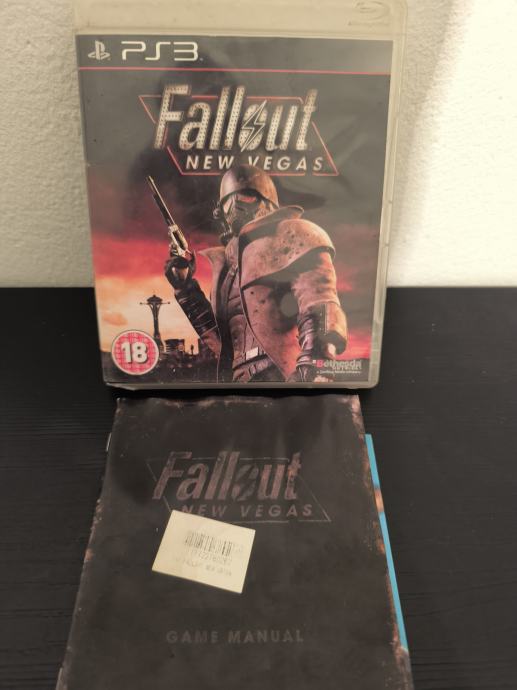 PS3
Fallout
NEW VEGAS
18
Bethesda
Fallout
NEW VEGAS
GAME MANUAL